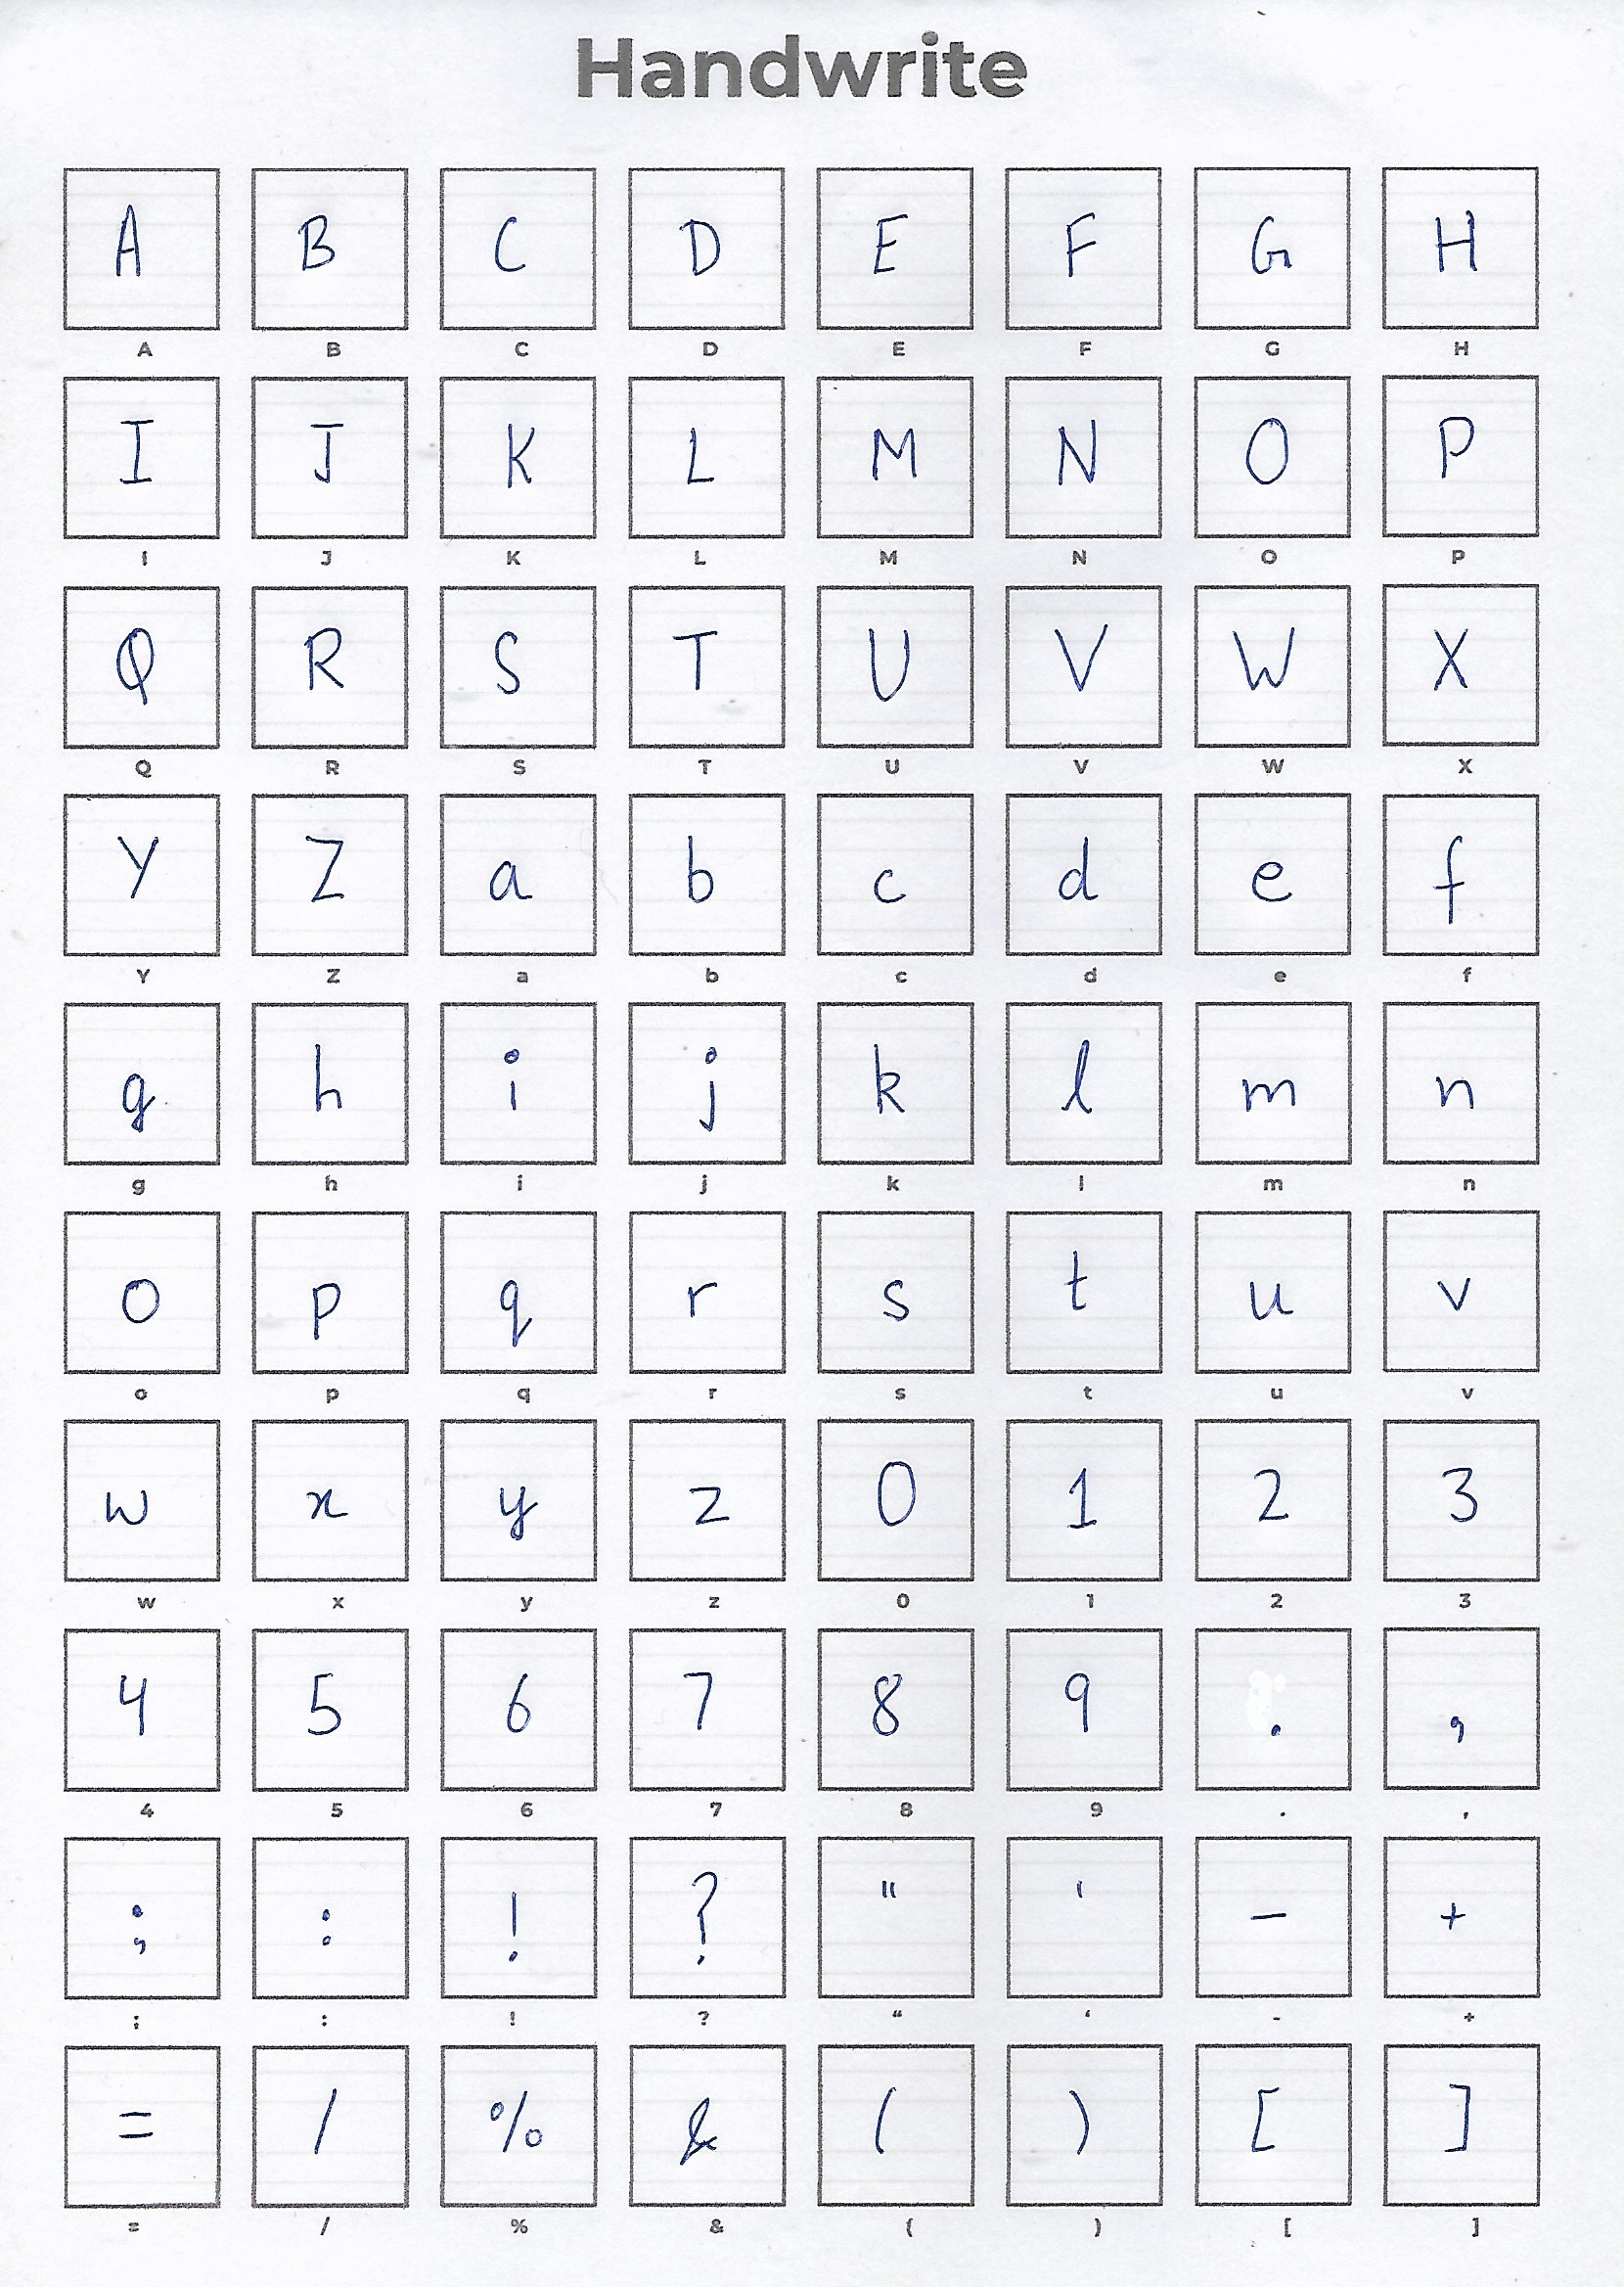 Handwrite
A B C D E F G H
A B C D E F G H
I J K L M N O P
I J K L M N O P
Q R S T U V W X
Q R S T U V W X
Y Z a b c d e f
Y Z a b c d e f
g h i j k l m n
g h i j k l m n
o p q r s t u v
o p q r s t u v
w x y z 0 1 2 3
w x y z 0 1 2 3
4 5 6 7 8 9 . ,
4 5 6 7 8 9 . ,
; : ! ? " ' - +
; : ! ? “ ‘ - +
= / % & ( ) [ ]
= / % & ( ) [ ]